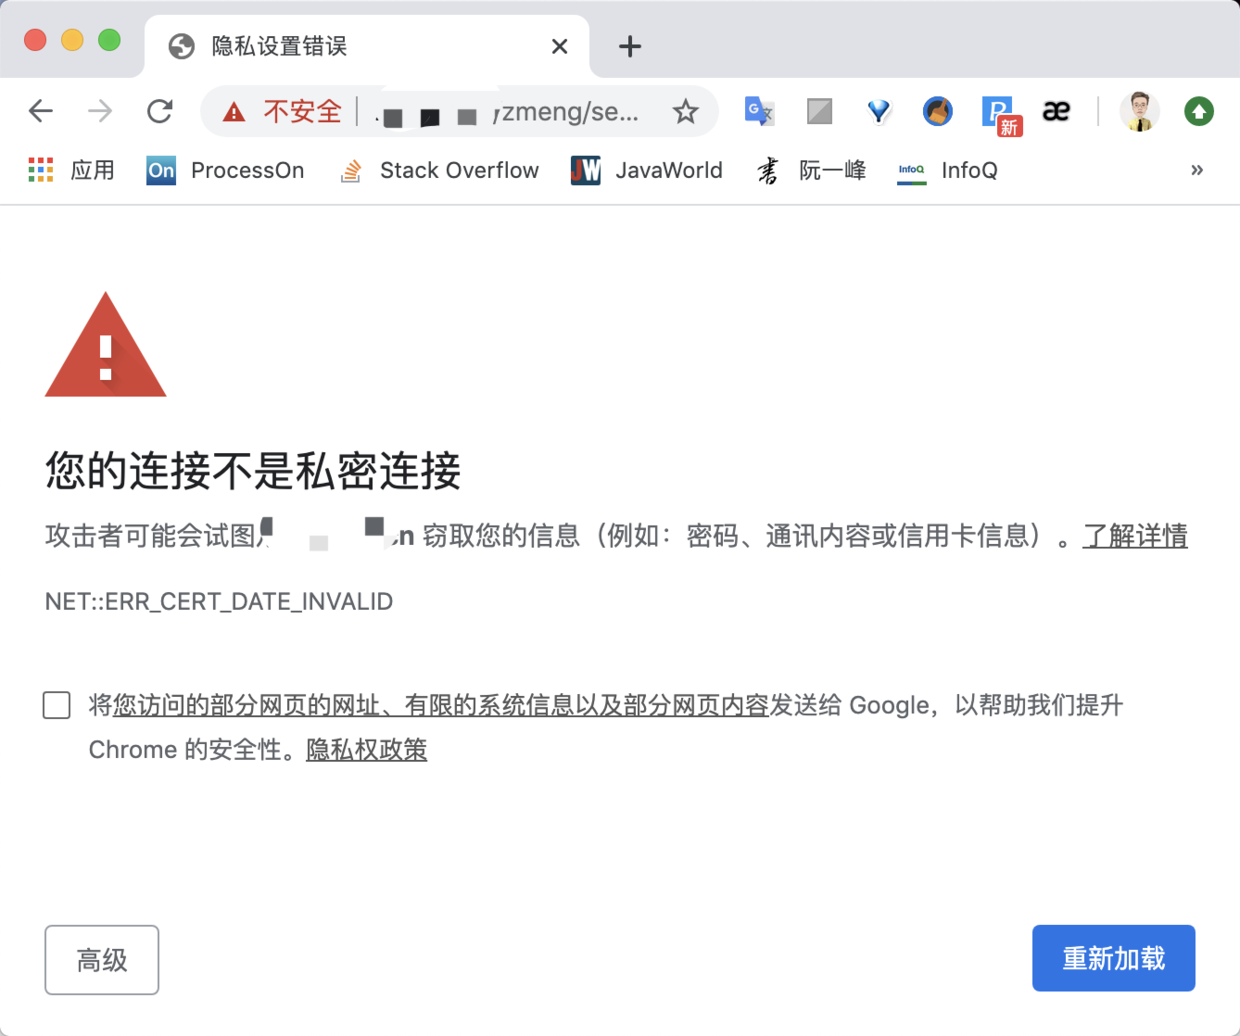 隐私设置错误
不安全
zmeng/se...
新
æ
应用
On ProcessOn
Stack Overflow
JW JavaWorld
书 阮一峰
InfoQ InfoQ
»
您的连接不是私密连接
攻击者可能会试图 窃取您的信息（例如：密码、通讯内容或信用卡信息）。了解详情
NET::ERR_CERT_DATE_INVALID
将您访问的部分网页的网址、有限的系统信息以及部分网页内容发送给 Google，以帮助我们提升
Chrome 的安全性。隐私权政策
高级
重新加载